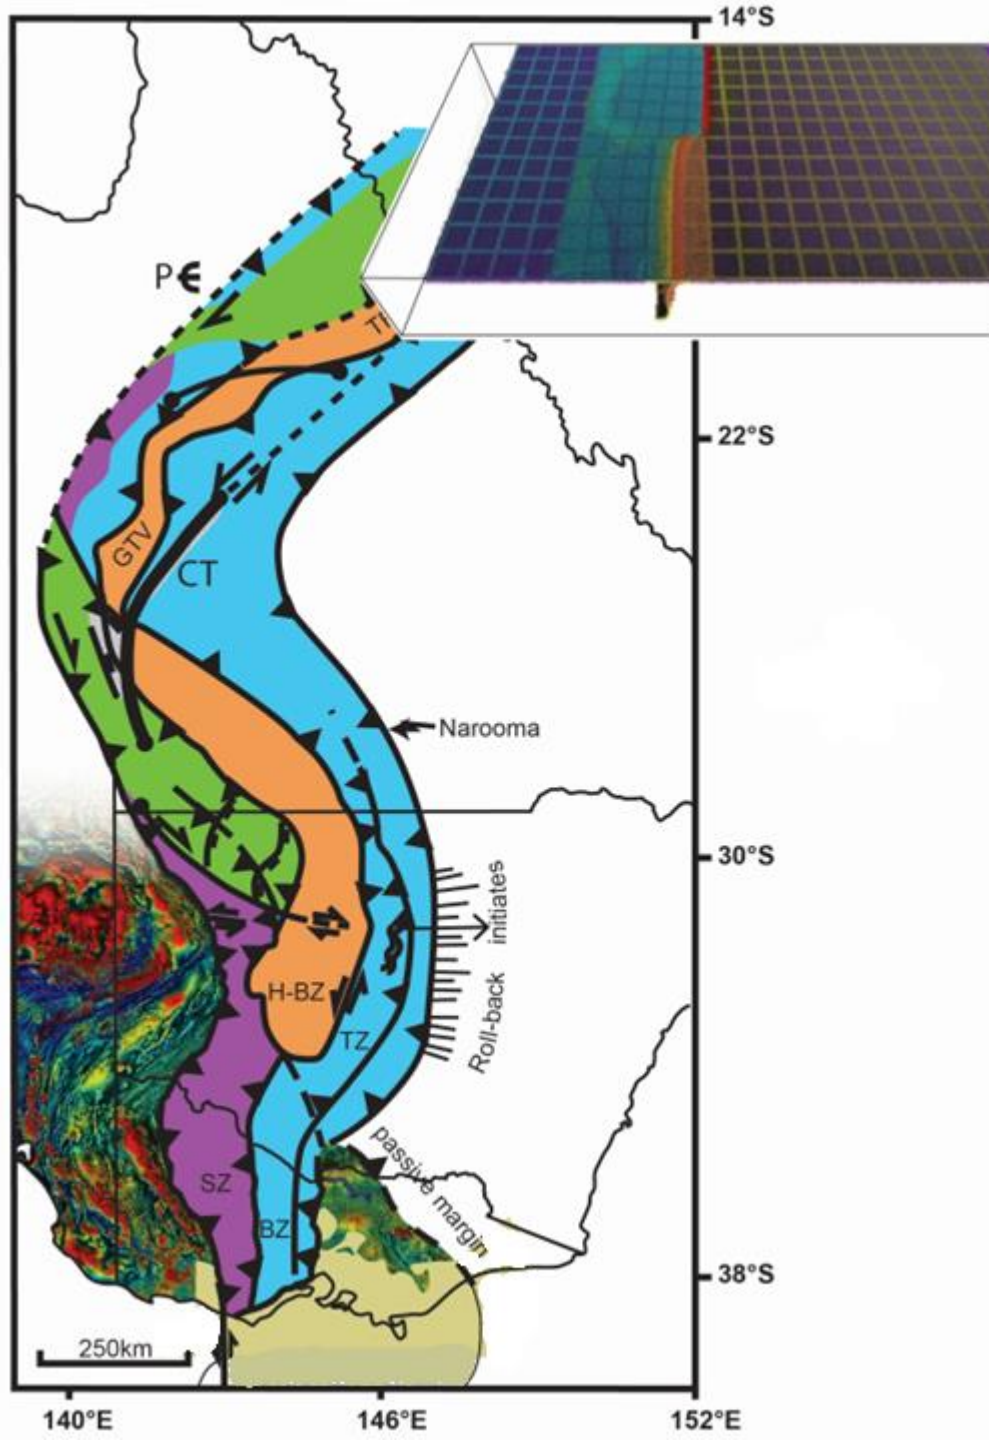 14°S
P€
22°S
GTV
CT
Narooma
30°S
initiates
Roll-back
H-BZ
TZ
passive margin
SZ
BZ
38°S
250km
140°E
146°E
152°E